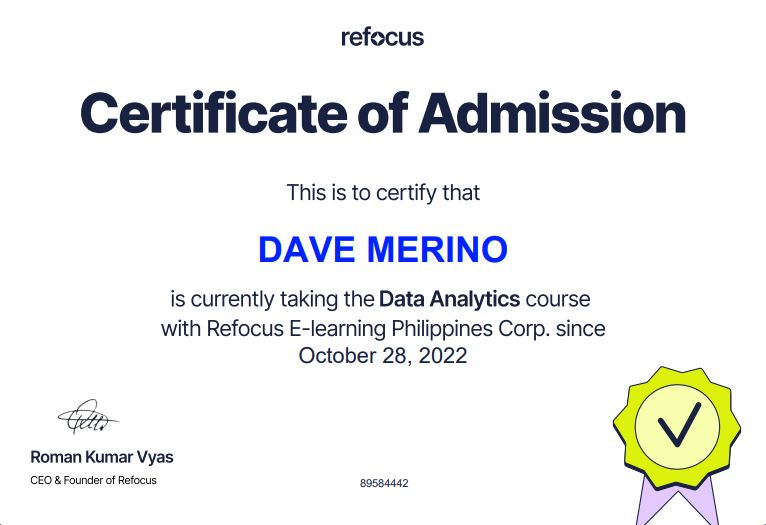 refocus
Certificate of Admission
This is to certify that
DAVE MERINO
is currently taking the Data Analytics course
with Refocus E-learning Philippines Corp. since
October 28, 2022
Roman Kumar Vyas
CEO & Founder of Refocus
89584442